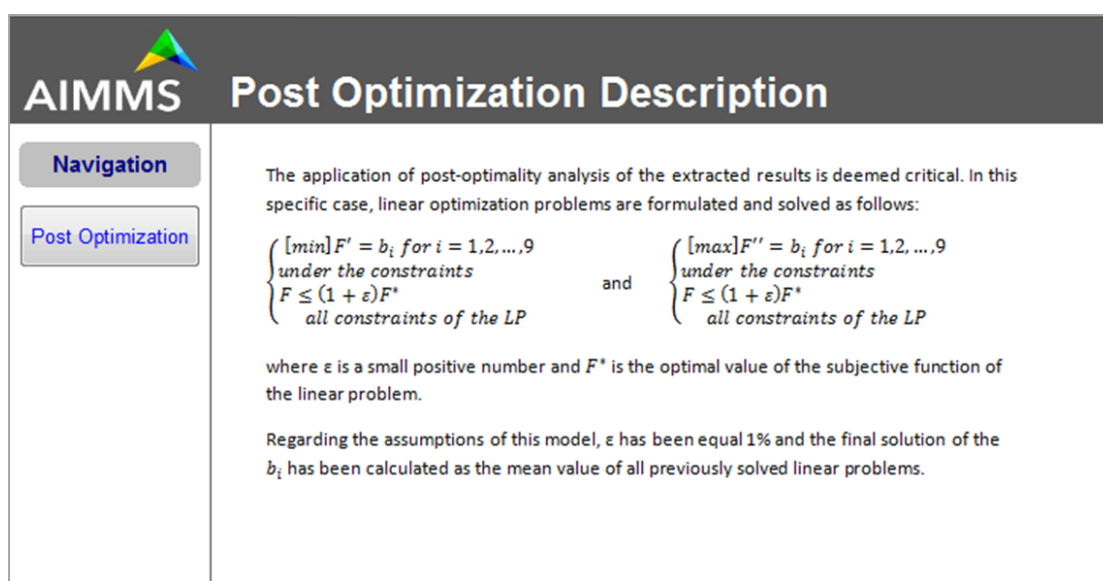 AIMMS
Post Optimization Description
Navigation
Post Optimization
The application of post-optimality analysis of the extracted results is deemed critical. In this
specific case, linear optimization problems are formulated and solved as follows:
[min]F′ = bᵢ for i = 1,2, …,9
under the constraints
F ≤ (1 + ε)F*
all constraints of the LP
and
[max]F′′ = bᵢ for i = 1,2, …,9
under the constraints
F ≤ (1 + ε)F*
all constraints of the LP
where ε is a small positive number and F* is the optimal value of the subjective function of
the linear problem.
Regarding the assumptions of this model, ε has been equal 1% and the final solution of the
bᵢ has been calculated as the mean value of all previously solved linear problems.